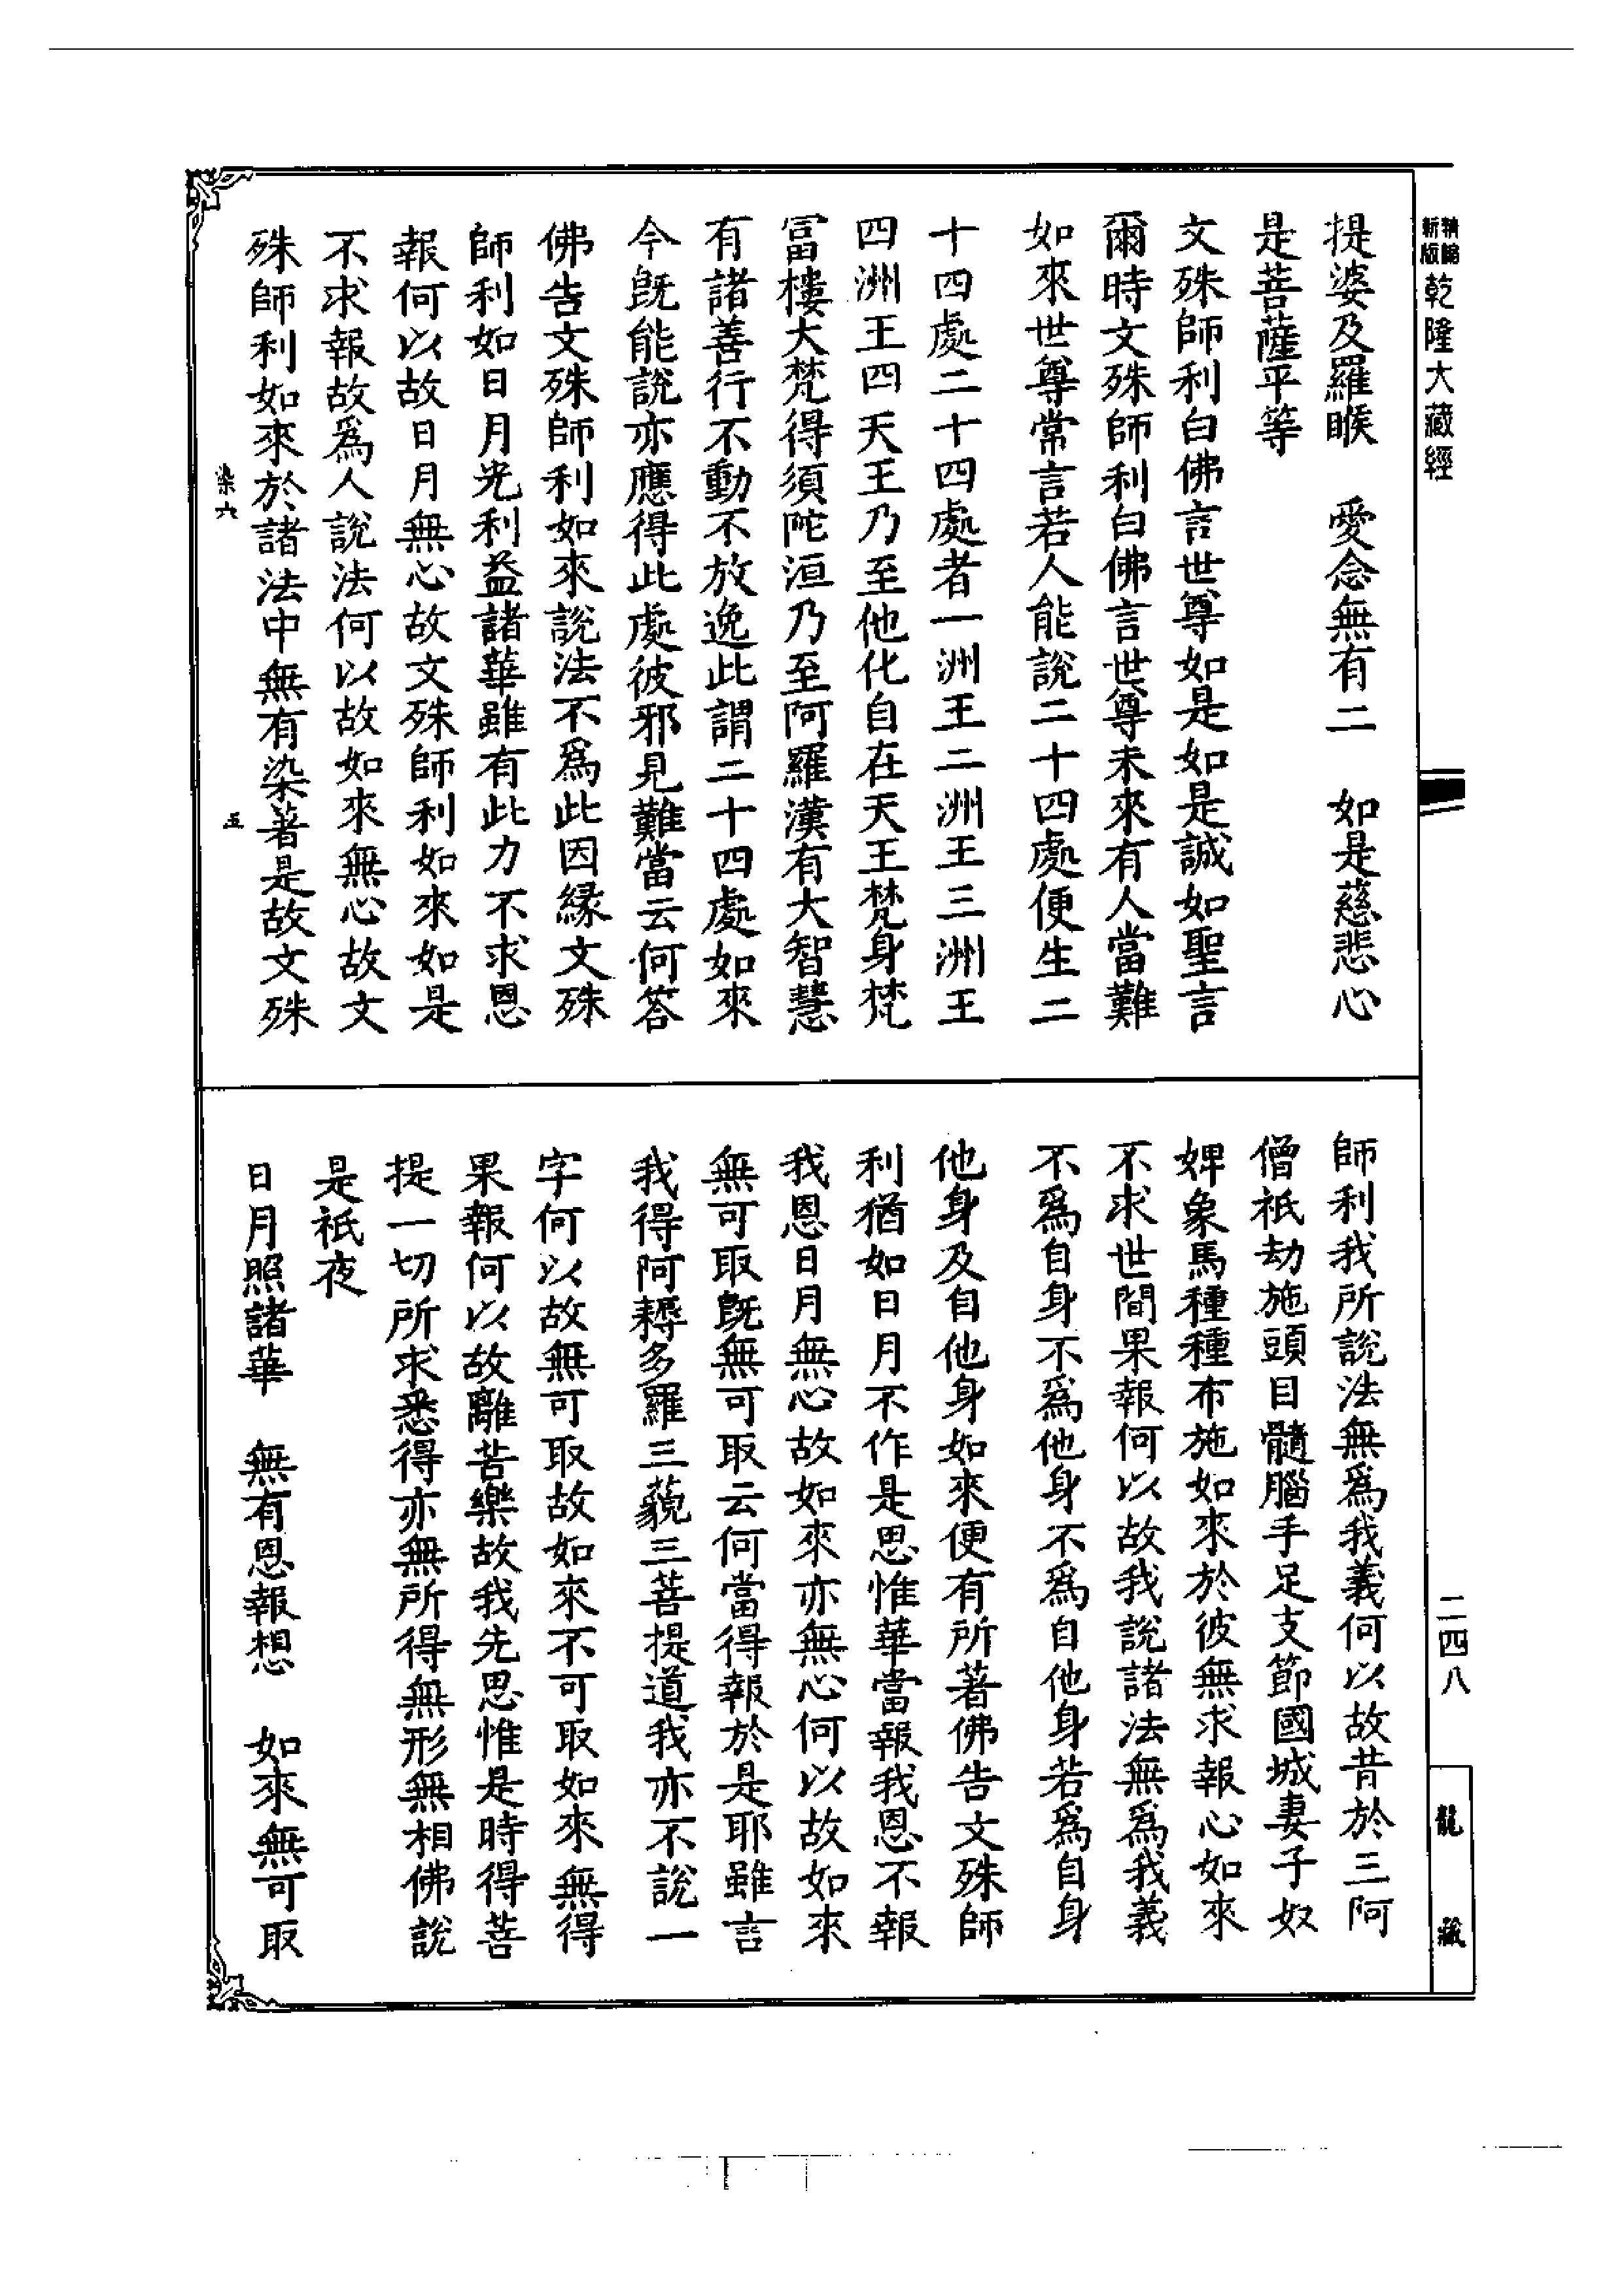 新版
精縮
乾隆大藏經
提婆及羅睺　愛念無有二　如是慈悲心
是菩薩平等
文殊師利白佛言世尊如是如是誠如聖言
爾時文殊師利白佛言世尊未來有人當難
如來世尊常言若人能說二十四處便生二
十四處二十四處者一洲王二洲王三洲王
四洲王四天王乃至他化自在天王梵身梵
富樓大梵得須陀洹乃至阿羅漢有大智慧
有諸善行不動不放逸此謂二十四處如來
今旣能說亦應得此處彼邪見難當云何答
佛告文殊師利如來說法不爲此因緣文殊
師利如日月光利益諸華雖有此力不求恩
報何以故日月無心故文殊師利如來如是
不求報故爲人說法何以故如來無心故文
殊師利如來於諸法中無有染著是故文殊
染六
五
師利我所說法無爲我義何以故昔於三阿
僧祇劫施頭目髓腦手足支節國城妻子奴
婢象馬種種布施如來於彼無求報心如來
不求世間果報何以故我說諸法無爲我義
不爲自身不爲他身不爲自他身若爲自身
他身及自他身如來便有所著佛告文殊師
利猶如日月不作是思惟華當報我恩不報
我恩日月無心故如來亦無心何以故如來
無可取旣無可取云何當得報於是耶雖言
我得阿耨多羅三藐三菩提道我亦不說一
字何以故無可取故如來不可取如來無得
果報何以故離苦樂故我先思惟是時得菩
提一切所求悉得亦無所得無形無相佛說
是祇夜
日月照諸華　無有恩報想　如來無可取
二四八
龍藏